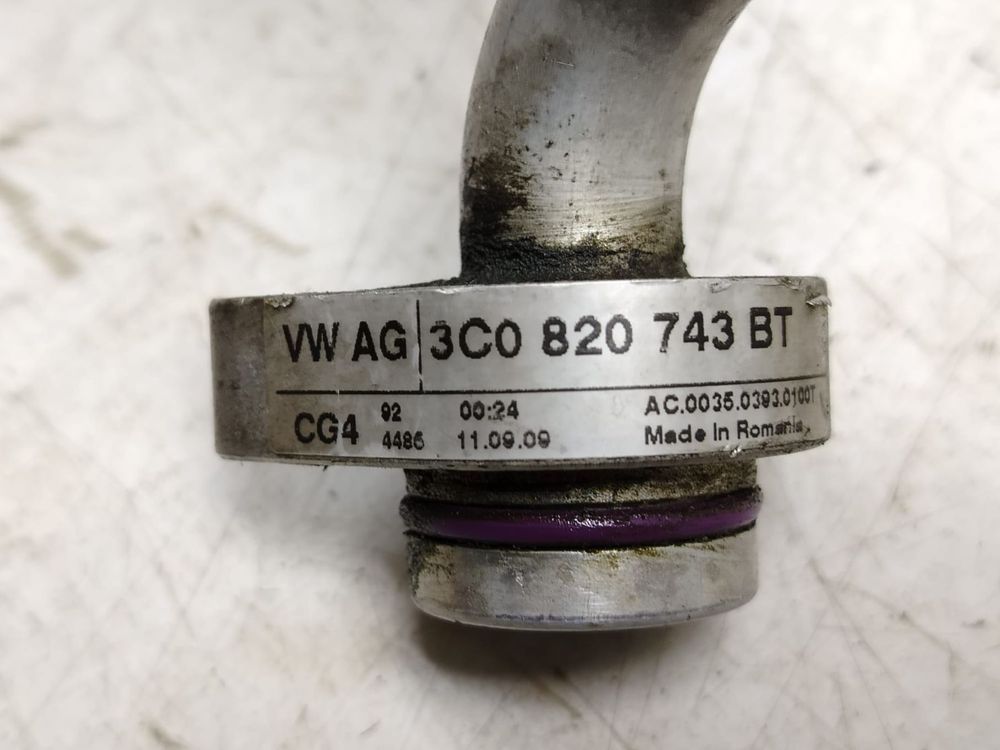 VW AG 3C0 820 743 BT
CG4 92 00:24 AC.0035.0393.0100T
4486 11.09.09 Made In Romania